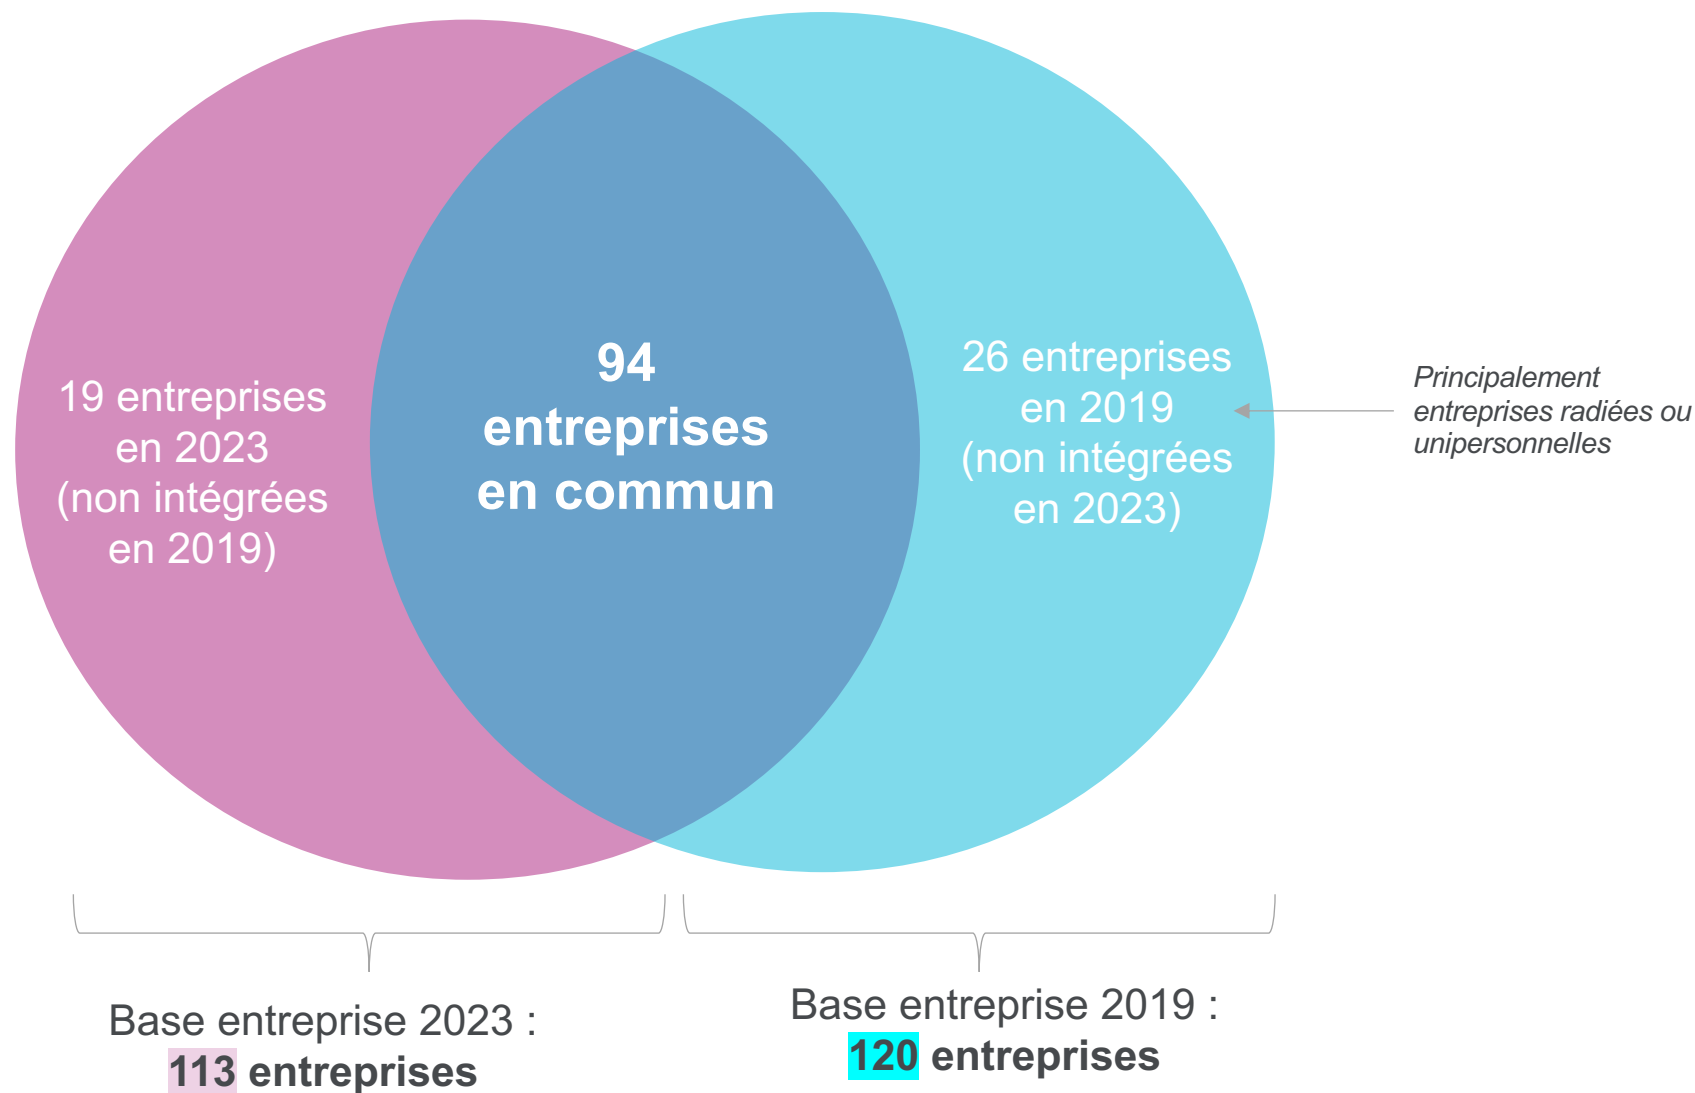 19 entreprises
en 2023
(non intégrées
en 2019)
94
entreprises
en commun
26 entreprises
en 2019
(non intégrées
en 2023)
Principalement
entreprises radiées ou
unipersonnelles
Base entreprise 2023 :
113 entreprises
Base entreprise 2019 :
120 entreprises